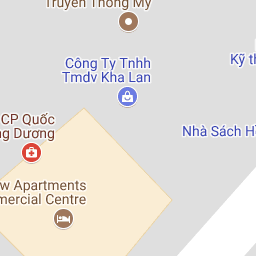 Truyền Thông Mỹ
Công Ty Tnhh
Tmdv Kha Lan
Kỹ th
Nhà Sách H
CP Quốc
ng Dương
w Apartments
mercial Centre